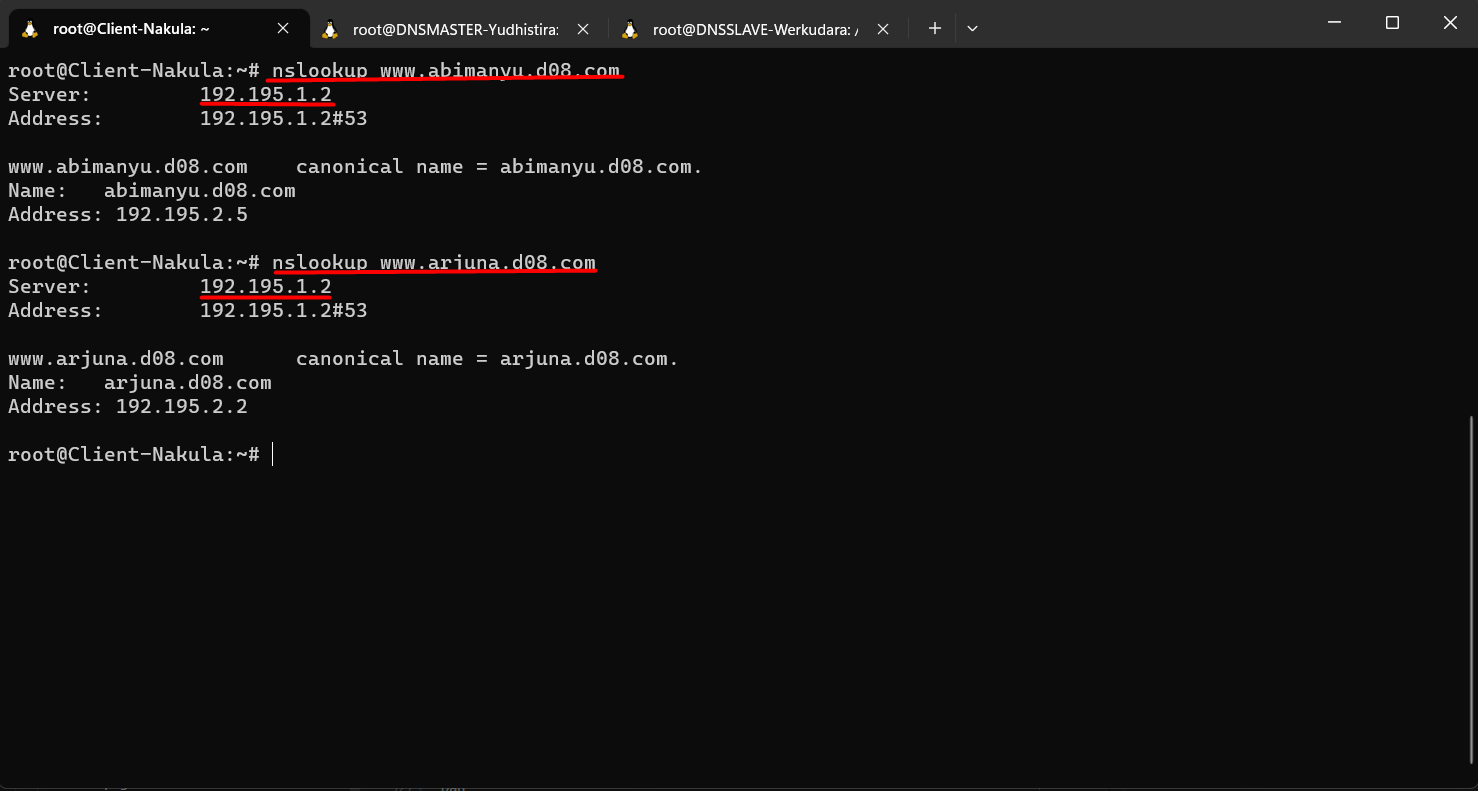 root@Client-Nakula: ~
root@DNSMASTER-Yudhistira:
root@DNSSLAVE-Werkudara: /
root@Client-Nakula:~# nslookup www.abimanyu.d08.com
Server:         192.195.1.2
Address:        192.195.1.2#53
www.abimanyu.d08.com    canonical name = abimanyu.d08.com.
Name:   abimanyu.d08.com
Address: 192.195.2.5
root@Client-Nakula:~# nslookup www.arjuna.d08.com
Server:         192.195.1.2
Address:        192.195.1.2#53
www.arjuna.d08.com      canonical name = arjuna.d08.com.
Name:   arjuna.d08.com
Address: 192.195.2.2
root@Client-Nakula:~#